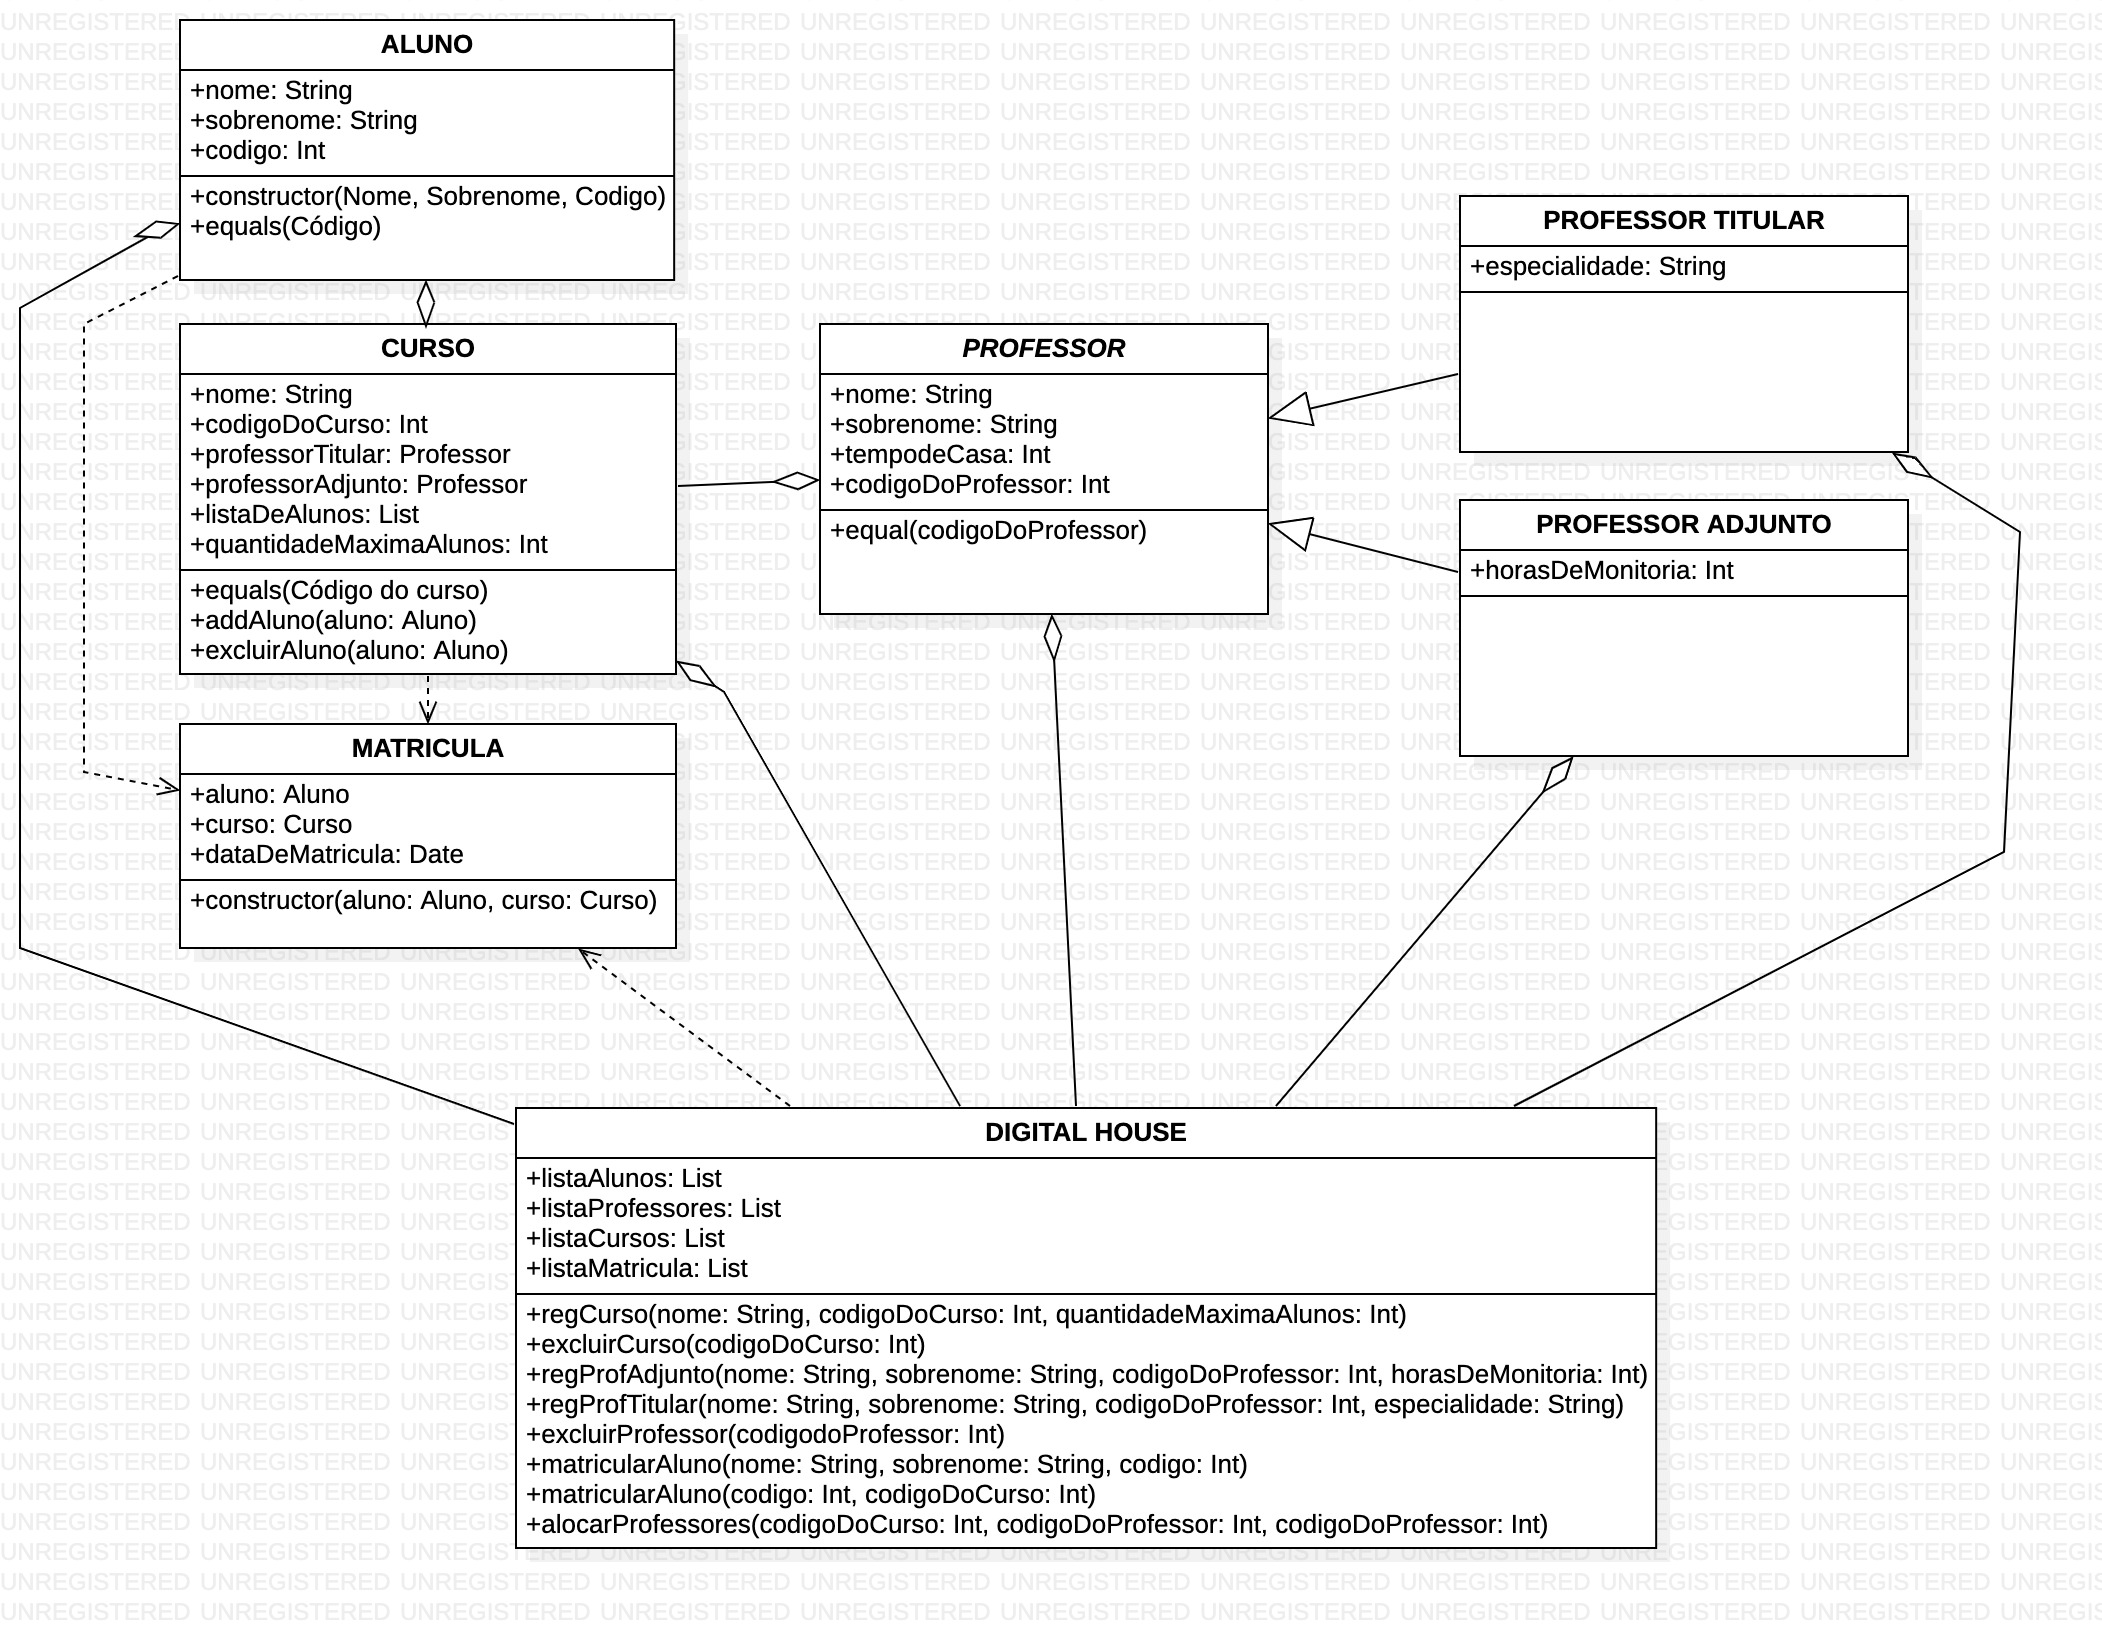 ALUNO
+nome: String
+sobrenome: String
+codigo: Int
+constructor(Nome, Sobrenome, Codigo)
+equals(Código)
CURSO
+nome: String
+codigoDoCurso: Int
+professorTitular: Professor
+professorAdjunto: Professor
+listaDeAlunos: List
+quantidadeMaximaAlunos: Int
+equals(Código do curso)
+addAluno(aluno: Aluno)
+excluirAluno(aluno: Aluno)
PROFESSOR
+nome: String
+sobrenome: String
+tempodeCasa: Int
+codigoDoProfessor: Int
+equal(codigoDoProfessor)
PROFESSOR TITULAR
+especialidade: String
PROFESSOR ADJUNTO
+horasDeMonitoria: Int
MATRICULA
+aluno: Aluno
+curso: Curso
+dataDeMatricula: Date
+constructor(aluno: Aluno, curso: Curso)
DIGITAL HOUSE
+listaAlunos: List
+listaProfessores: List
+listaCursos: List
+listaMatricula: List
+regCurso(nome: String, codigoDoCurso: Int, quantidadeMaximaAlunos: Int)
+excluirCurso(codigoDoCurso: Int)
+regProfAdjunto(nome: String, sobrenome: String, codigoDoProfessor: Int, horasDeMonitoria: Int)
+regProfTitular(nome: String, sobrenome: String, codigoDoProfessor: Int, especialidade: String)
+excluirProfessor(codigodoProfessor: Int)
+matricularAluno(nome: String, sobrenome: String, codigo: Int)
+matricularAluno(codigo: Int, codigoDoCurso: Int)
+alocarProfessores(codigoDoCurso: Int, codigoDoProfessor: Int, codigoDoProfessor: Int)
UNREGISTERED